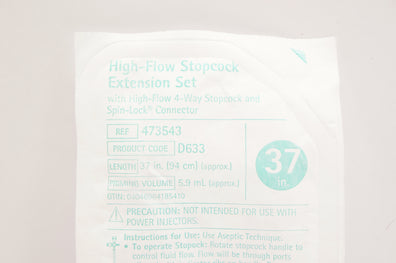 High-Flow Stopcock
Extension Set
with High-Flow 4-Way Stopcock and
Spin-Lock® Connector
REF 473543
PRODUCT CODE D633
LENGTH 37 in. (94 cm) (approx.)
PRIMING VOLUME 5.9 mL (approx.)
37
in.
PRECAUTION: NOT INTENDED FOR USE WITH
POWER INJECTORS.
Instructions for Use: Use Aseptic Technique.
• To operate Stopcock: Rotate stopcock handle to
control fluid flow. Flow will be through ports